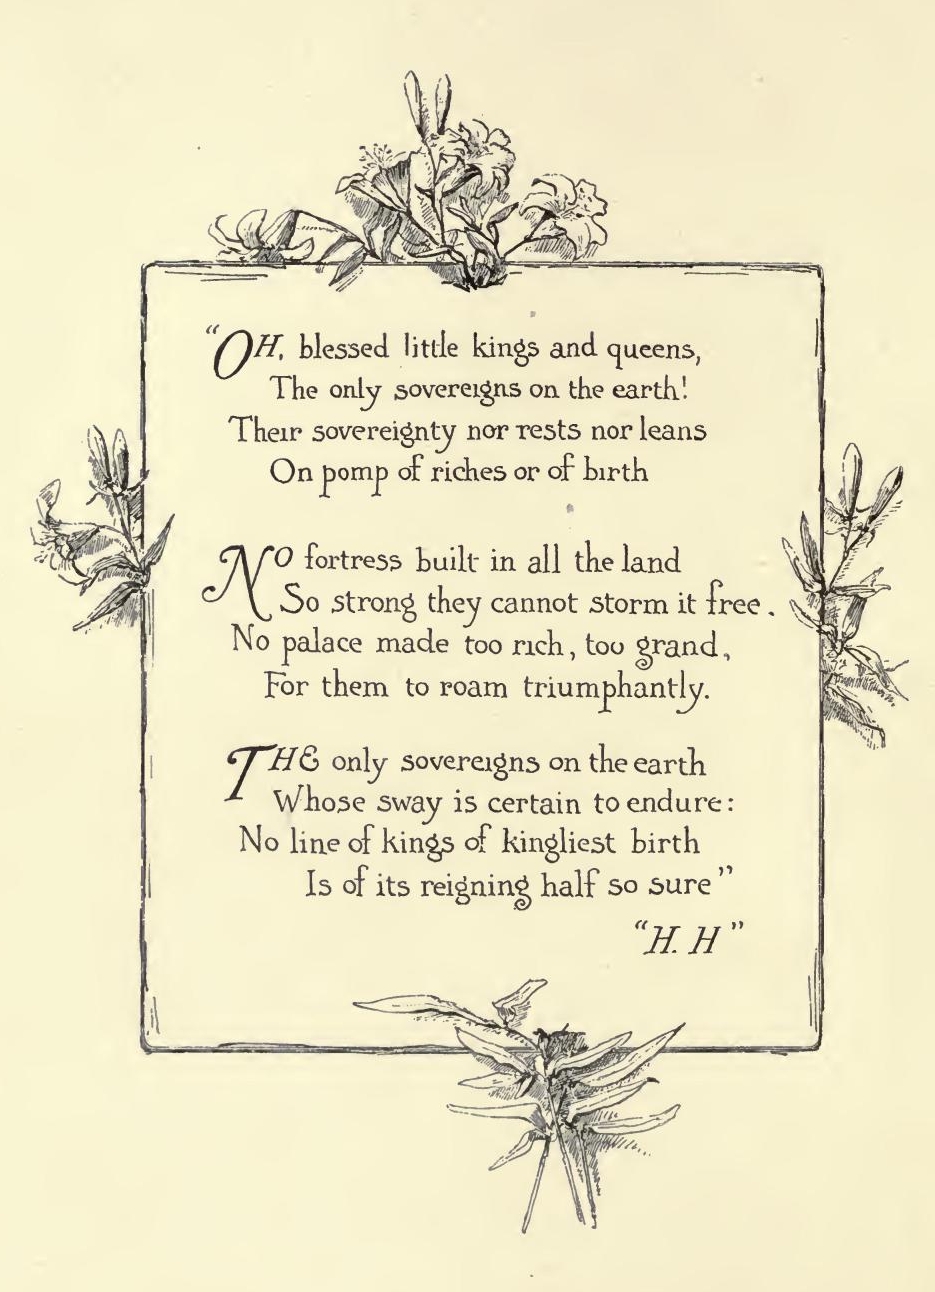 "OH, blessed little kings and queens,
The only sovereigns on the earth!
Their sovereignty nor rests nor leans
On pomp of riches or of birth
No fortress built in all the land
So strong they cannot storm it free.
No palace made too rich, too grand,
For them to roam triumphantly.
THE only sovereigns on the earth
Whose sway is certain to endure:
No line of kings of kingliest birth
Is of its reigning half so sure"
"H. H"